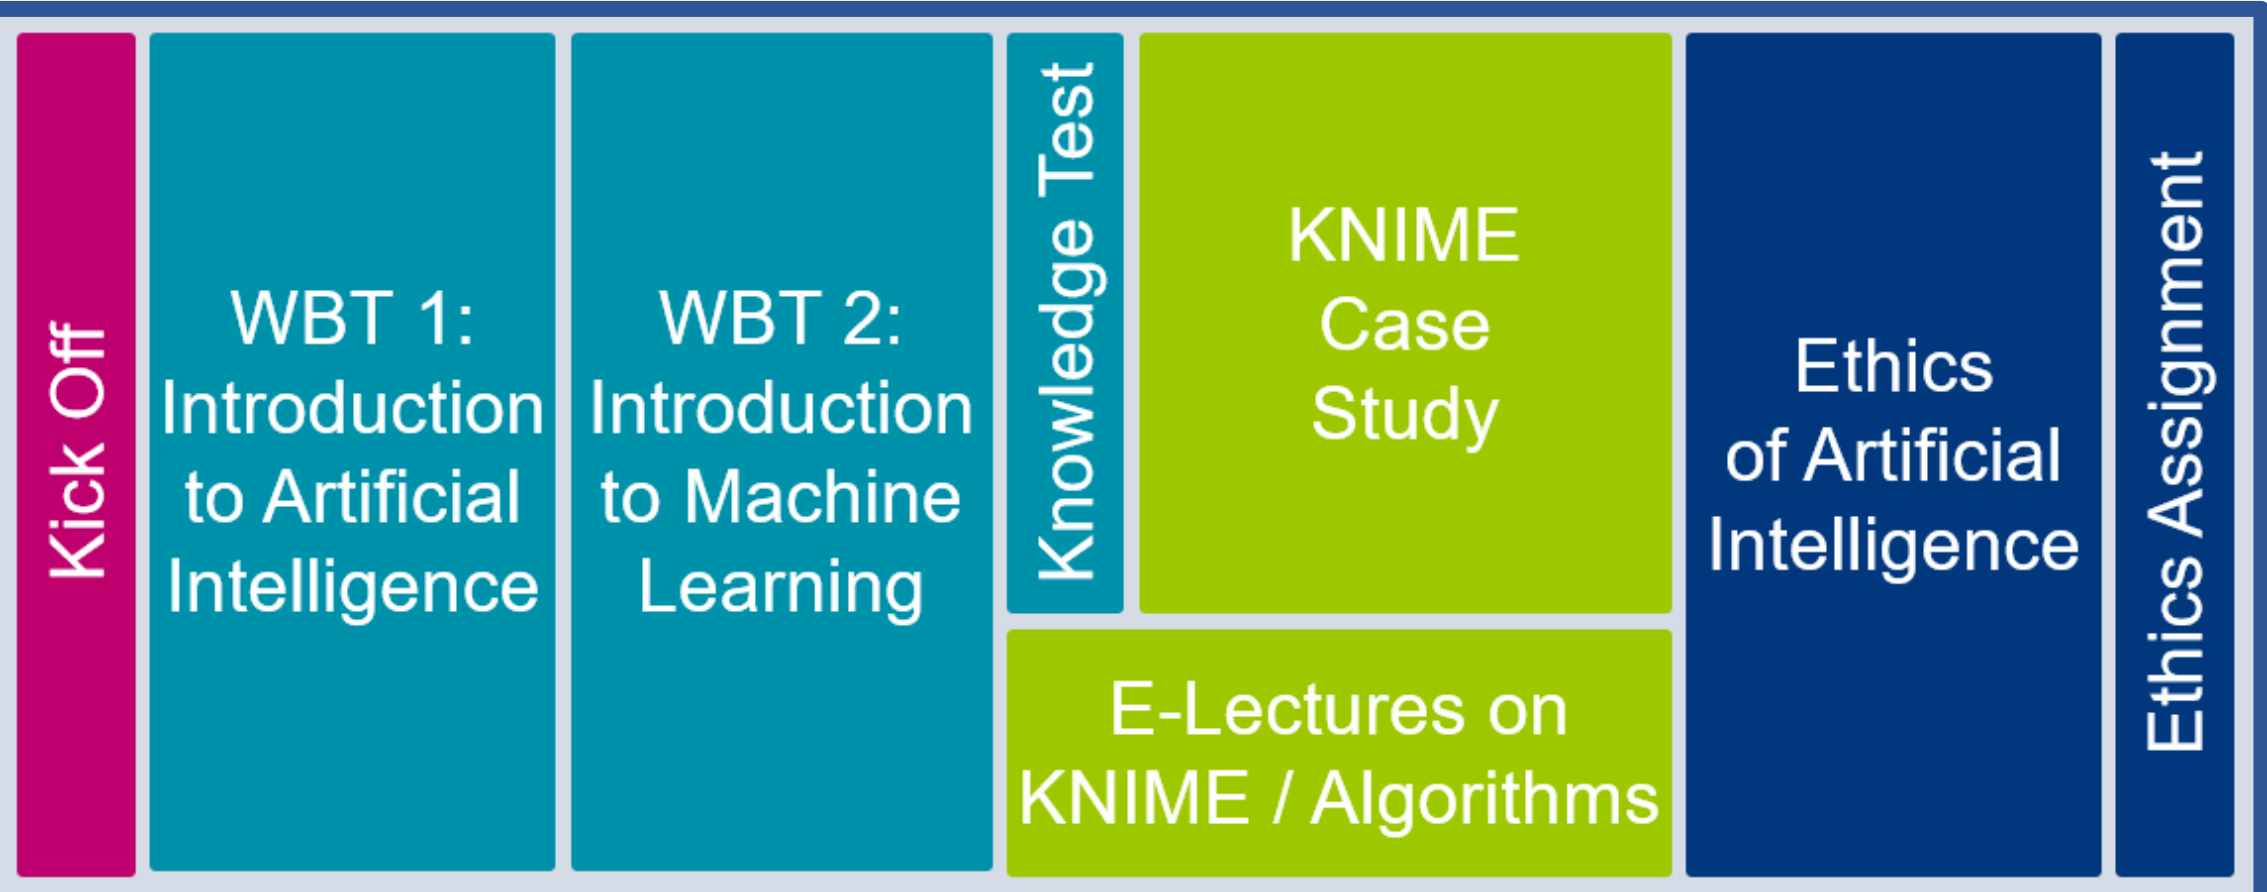 Kick Off
WBT 1:
Introduction
to Artificial
Intelligence
WBT 2:
Introduction
to Machine
Learning
Knowledge Test
KNIME
Case
Study
E-Lectures on
KNIME / Algorithms
Ethics
of Artificial
Intelligence
Ethics Assignment